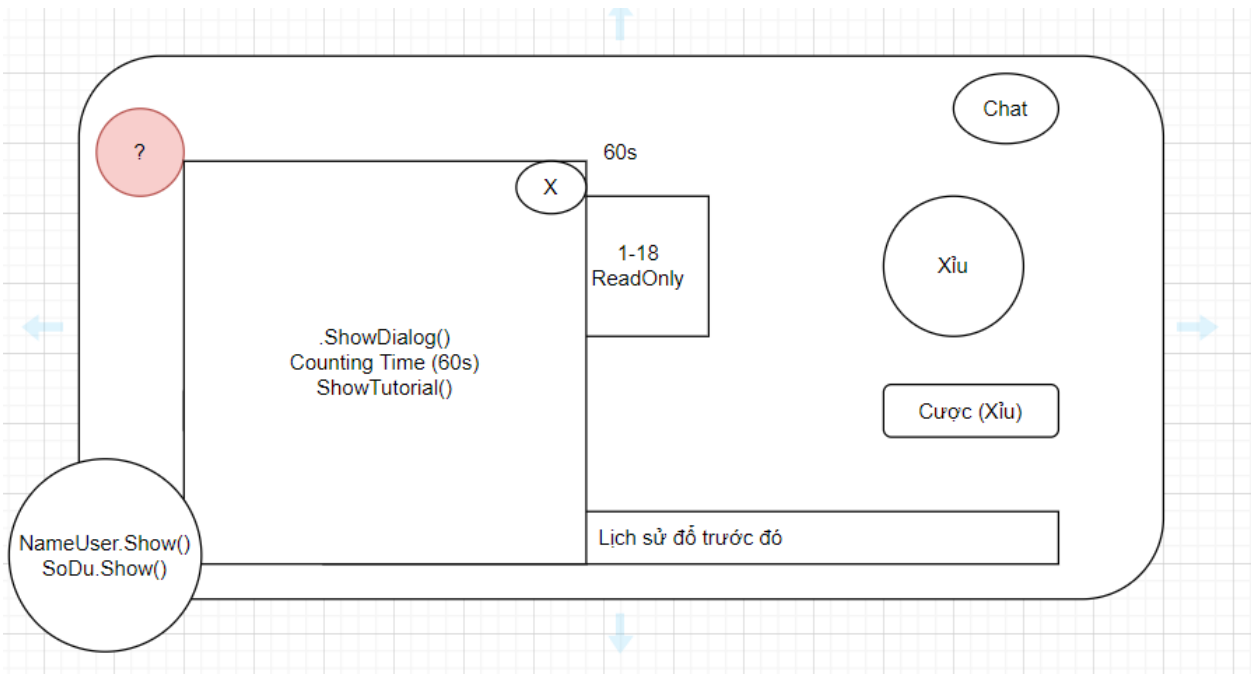 Chat
?
60s
X
1-18
ReadOnly
Xỉu
.ShowDialog()
Counting Time (60s)
ShowTutorial()
Cược (Xỉu)
Lịch sử đỗ trước đó
NameUser.Show()
SoDu.Show()